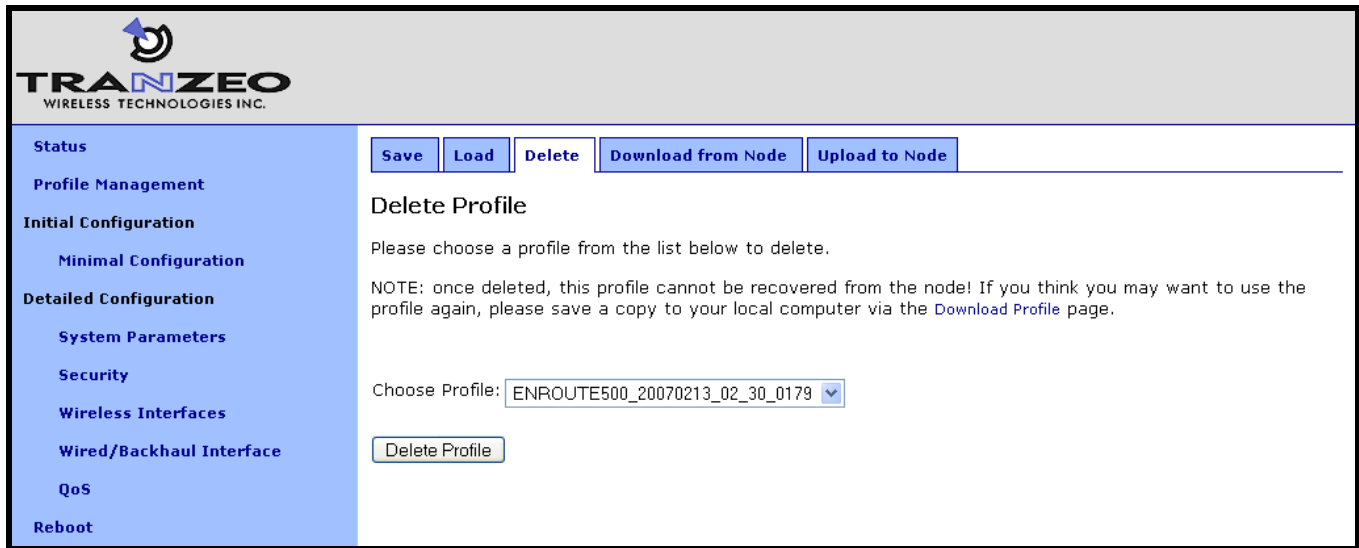 TRANZEO
WIRELESS TECHNOLOGIES INC.
Status
Profile Management
Initial Configuration
Minimal Configuration
Detailed Configuration
System Parameters
Security
Wireless Interfaces
Wired/Backhaul Interface
QoS
Reboot
Save
Load
Delete
Download from Node
Upload to Node
Delete Profile
Please choose a profile from the list below to delete.
NOTE: once deleted, this profile cannot be recovered from the node! If you think you may want to use the
profile again, please save a copy to your local computer via the Download Profile page.
Choose Profile: ENROUTE500_20070213_02_30_0179
Delete Profile